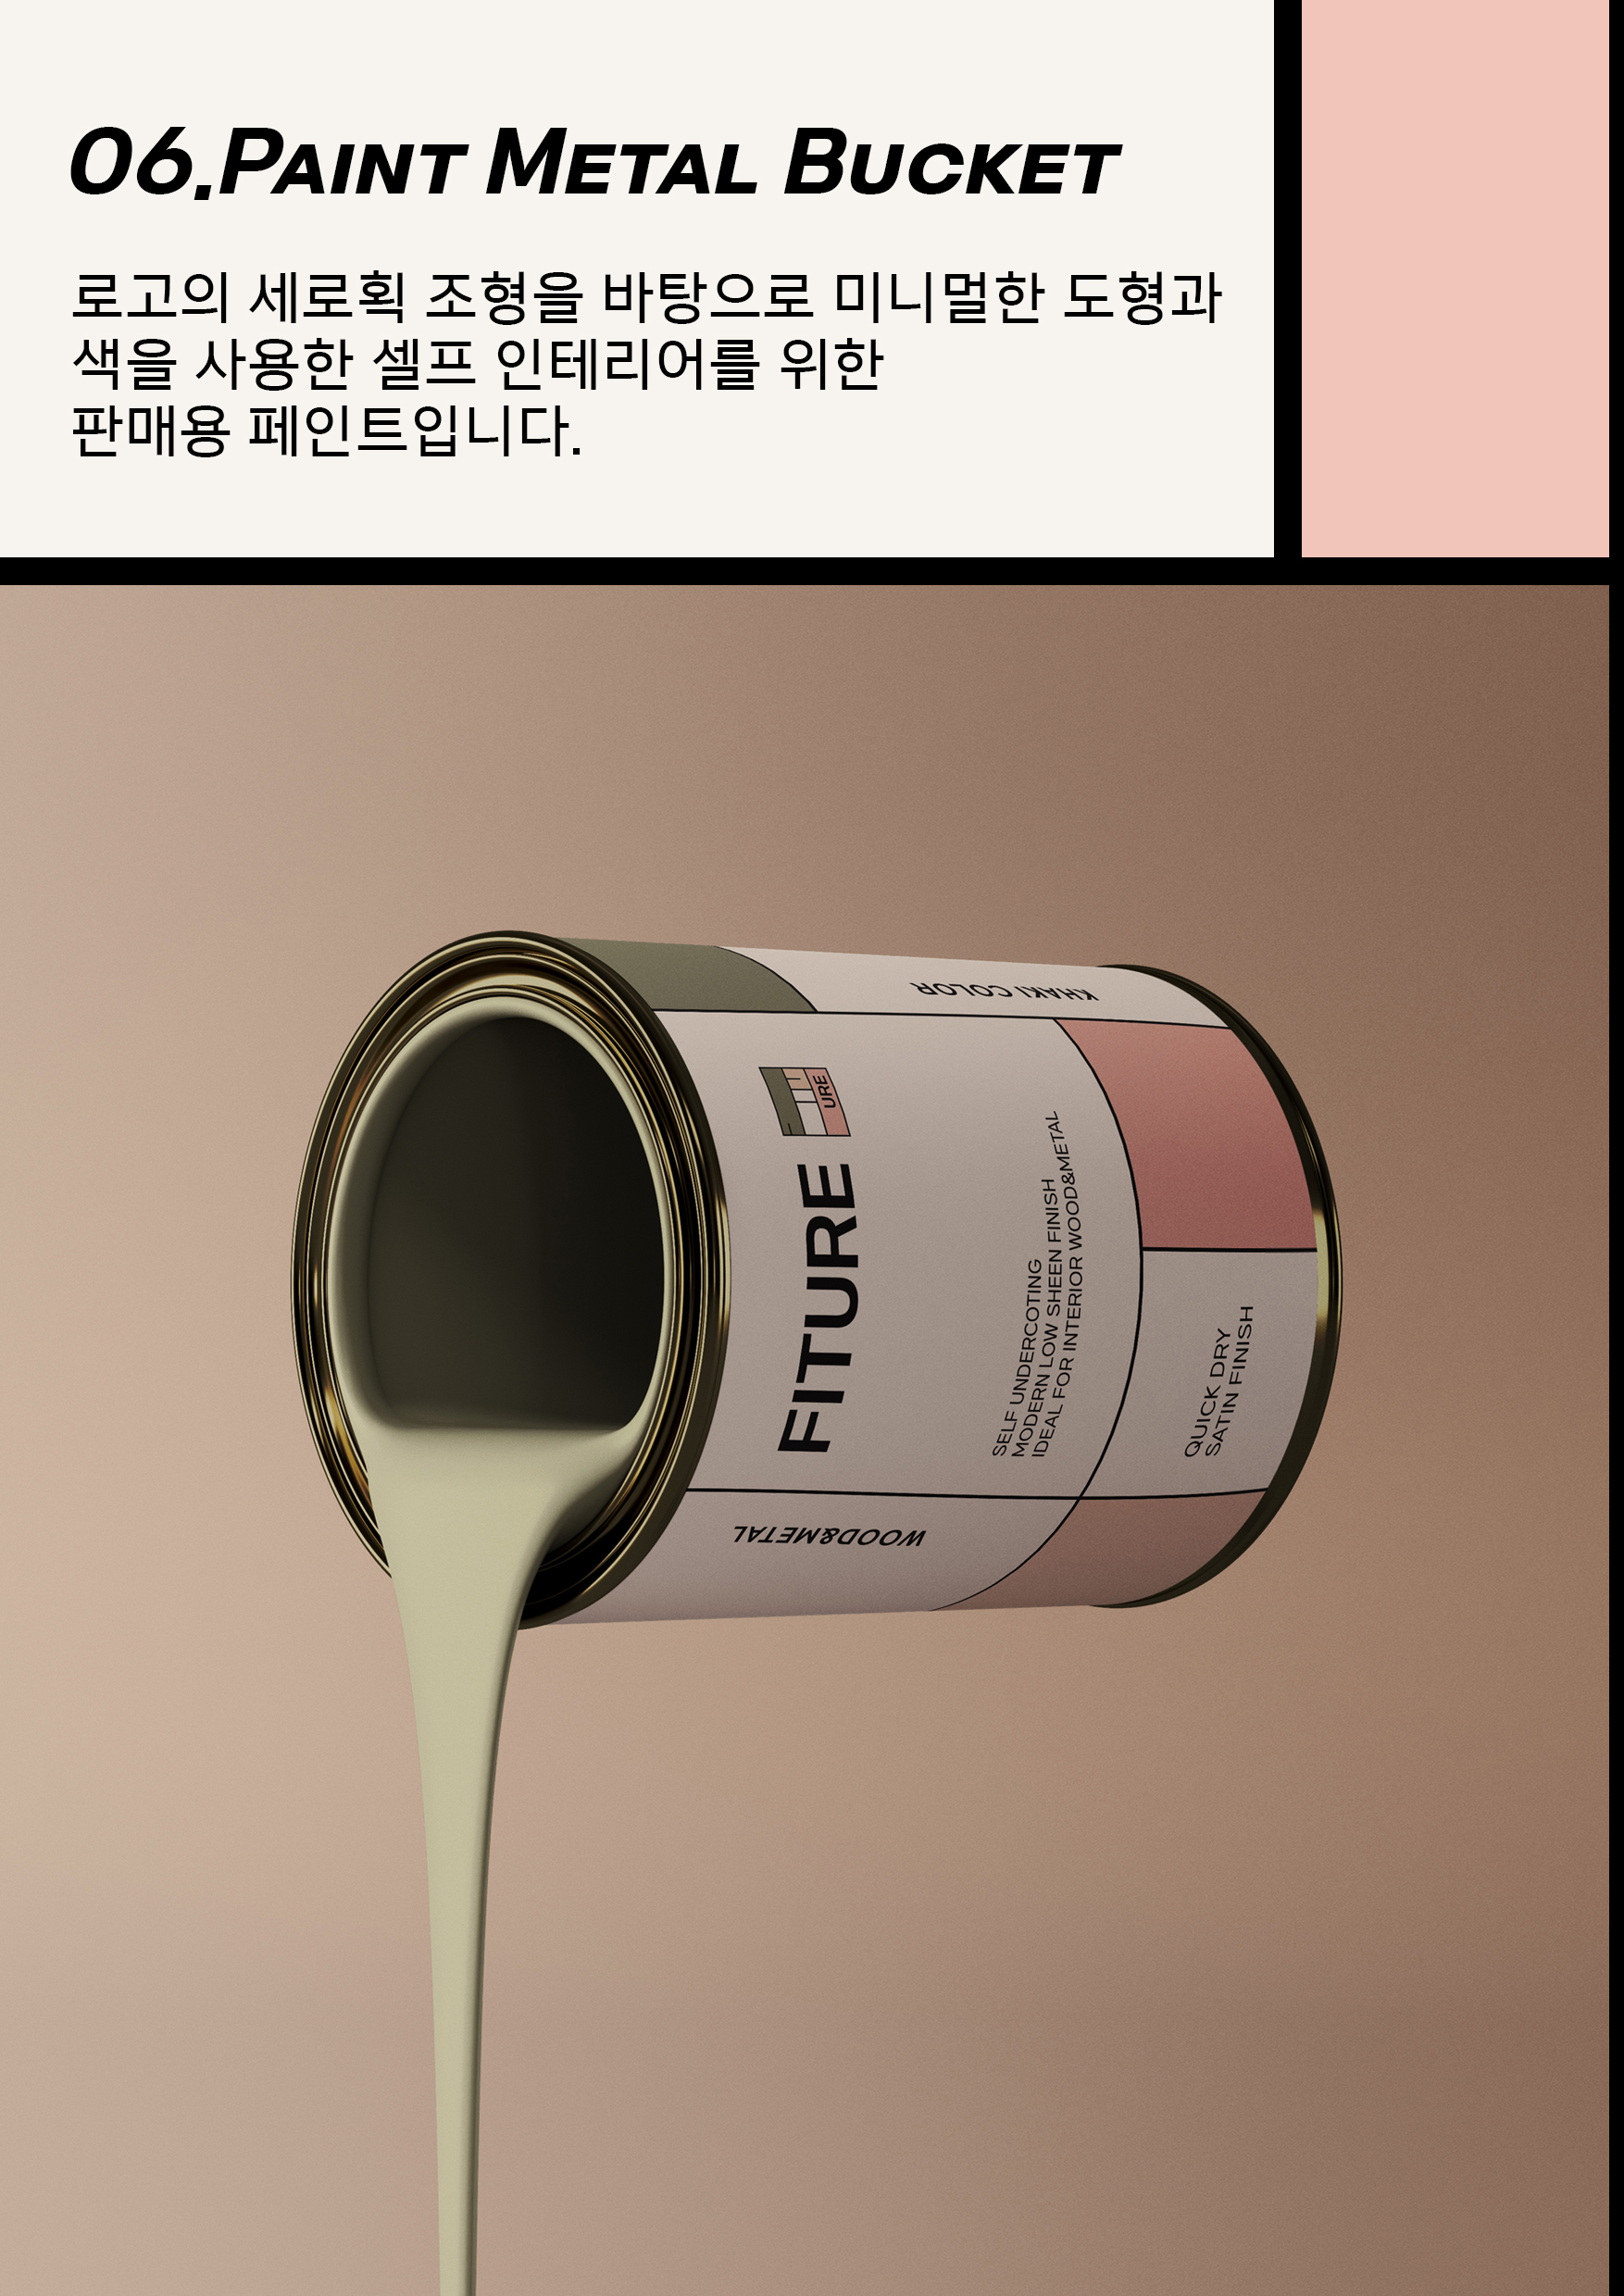 06.PAINT METAL BUCKET
로고의 세로획 조형을 바탕으로 미니멀한 도형과
색을 사용한 셀프 인테리어를 위한
판매용 페인트입니다.
KHAKI COLOR
URE
FITURE
SELF UNDERCOTING
MODERN LOW SHEEN FINISH
IDEAL FOR INTERIOR WOOD&METAL
QUICK DRY
SATIN FINISH
WOOD&METAL